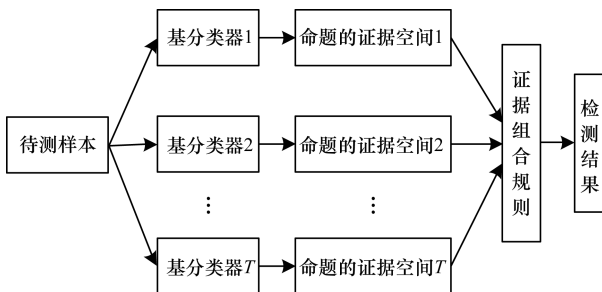 基分类器1
命题的证据空间1
待测样本
基分类器2
命题的证据空间2
⋮
⋮
基分类器T
命题的证据空间T
证据组合规则
检测结果